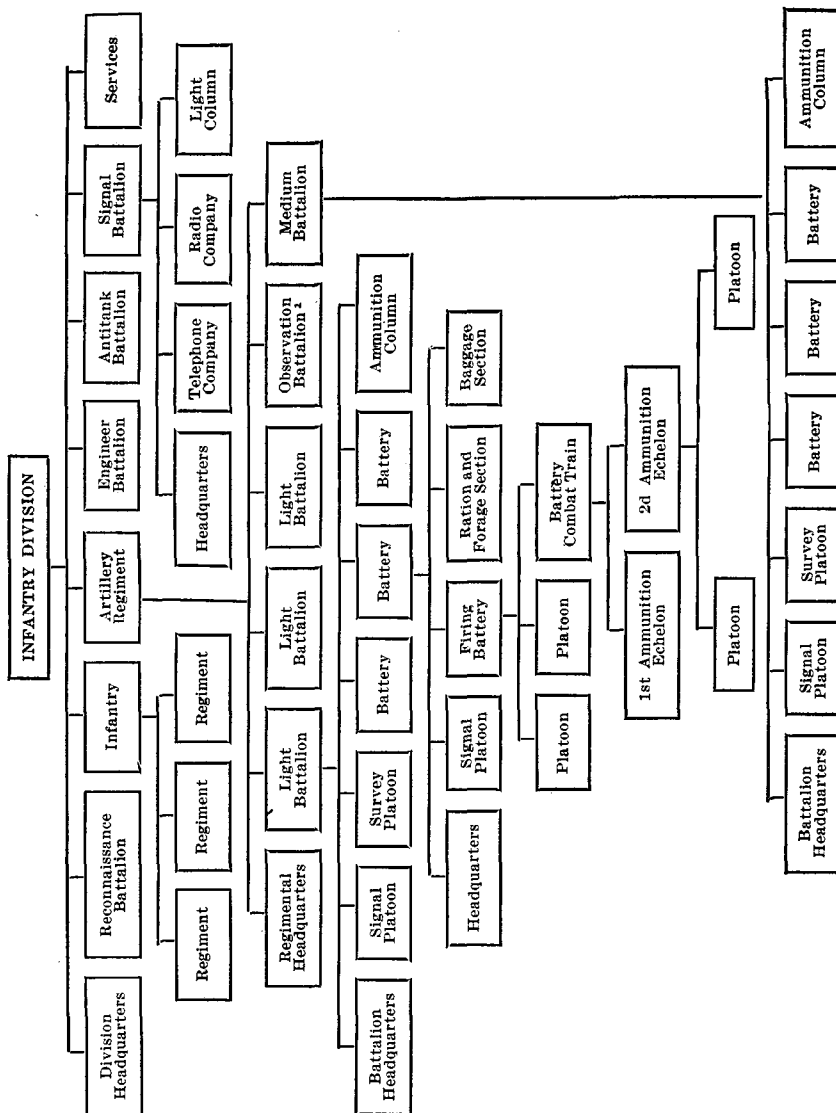 INFANTRY DIVISION
Division
Headquarters
Reconnaissance
Battalion
Infantry
Artillery
Regiment
Engineer
Battalion
Antitank
Battalion
Signal
Battalion
Services
Regiment
Regiment
Regiment
Headquarters
Telephone
Company
Radio
Company
Light
Column
Regimental
Headquarters
Light
Battalion
Light
Battalion
Light
Battalion
Observation
Battalion²
Medium
Battalion
Battalion
Headquarters
Signal
Platoon
Survey
Platoon
Battery
Battery
Battery
Ammunition
Column
Headquarters
Signal
Platoon
Firing
Battery
Ration and
Forage Section
Baggage
Section
Platoon
Platoon
Battery
Combat Train
1st Ammunition
Echelon
2d Ammunition
Echelon
Platoon
Platoon
Battalion
Headquarters
Signal
Platoon
Survey
Platoon
Battery
Battery
Battery
Ammunition
Column